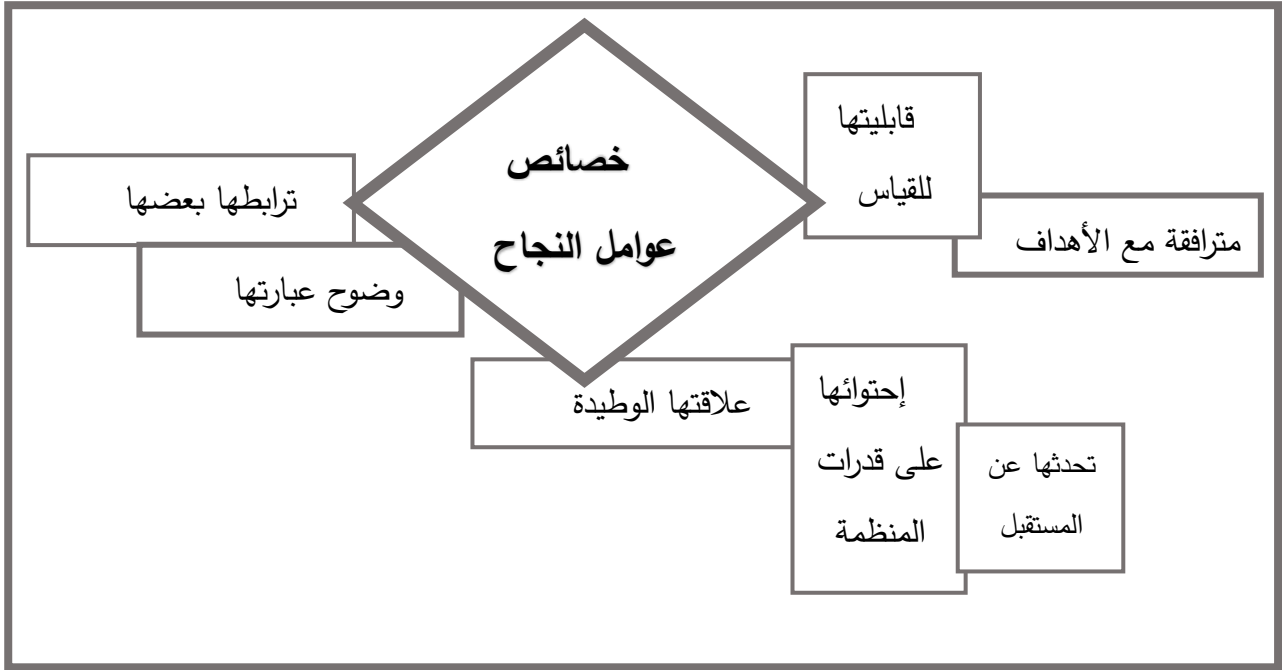 خصائص
عوامل النجاح
قابليتها
للقياس
مترافقة مع الأهداف
ترابطها بعضها
وضوح عبارتها
علاقتها الوطيدة
إحتوائها
على قدرات
المنظمة
تحدثها عن
المستقبل